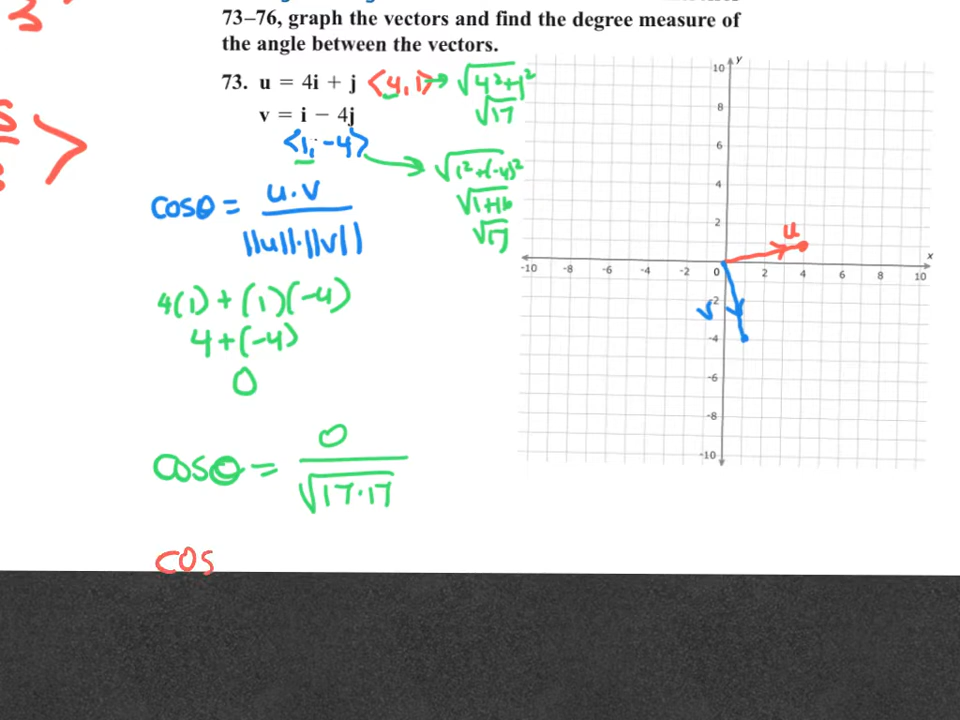 3
73–76, graph the vectors and find the degree measure of
the angle between the vectors.
73. u = 4i + j <4, 1> → √4²+1²
√17
v = i − 4j
<1, -4> → √1²+(-4)²
√1+16
√17
cosθ = u·v / ||u||·||v||
4(1) + (1)(-4)
4+(-4)
0
cosθ = 0 / √17·17
cos
y
10
8
6
4
2
u
x
-10 -8 -6 -4 -2 0 2 4 6 8 10
v -2
-4
-6
-8
-10